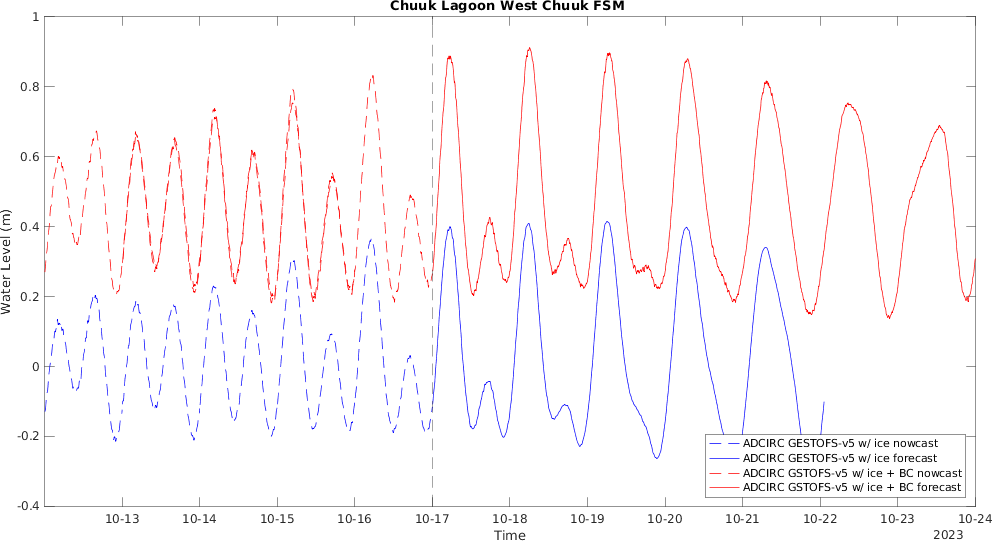 Chuuk Lagoon West Chuuk FSM
Water Level (m)
1
0.8
0.6
0.4
0.2
0
-0.2
-0.4
ADCIRC GESTOFS-v5 w/ ice nowcast
ADCIRC GESTOFS-v5 w/ ice forecast
ADCIRC GSTOFS-v5 w/ ice + BC nowcast
ADCIRC GSTOFS-v5 w/ ice + BC forecast
10-13 10-14 10-15 10-16 10-17 10-18 10-19 10-20 10-21 10-22 10-23 10-24
Time
2023